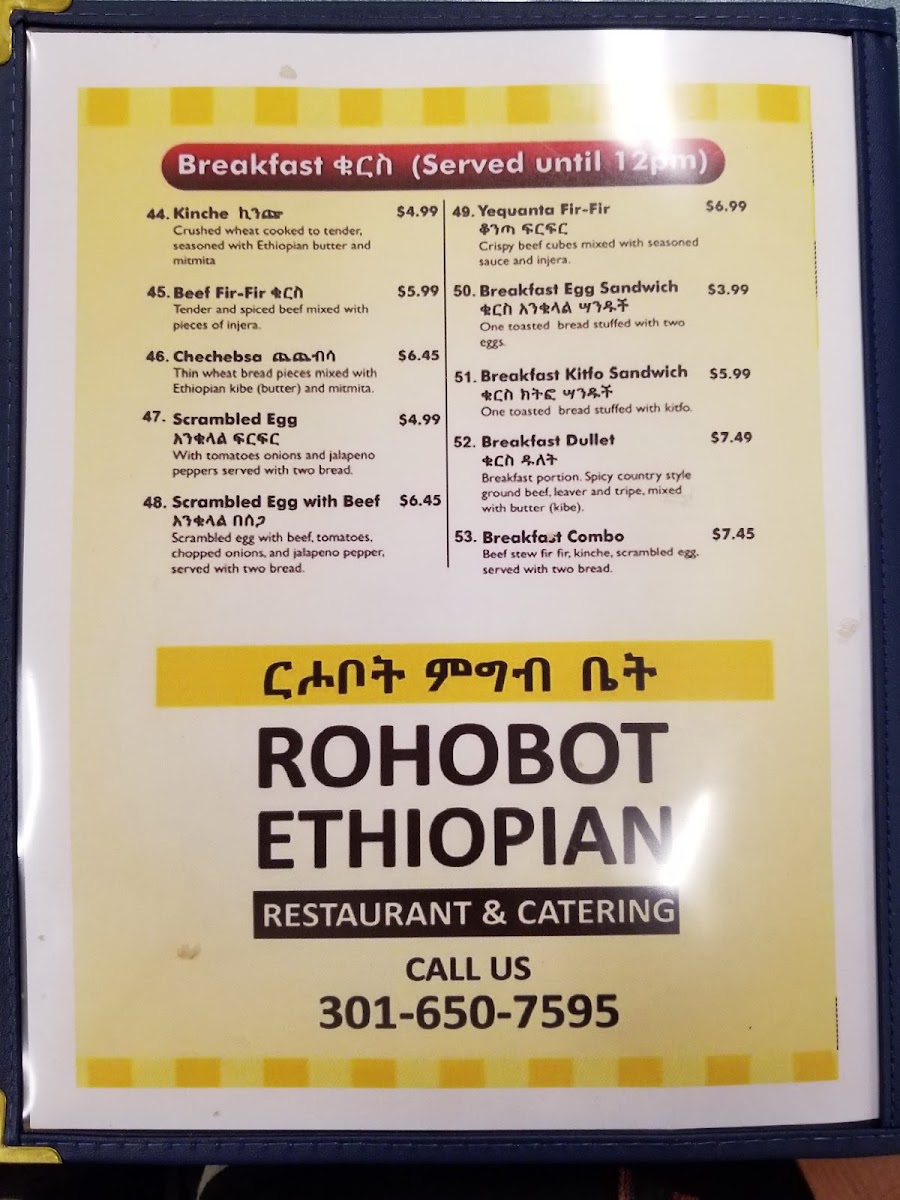 Breakfast ቁርስ (Served until 12pm)
44. Kinche ኪንጩ $4.99
Crushed wheat cooked to tender,
seasoned with Ethiopian butter and
mitmita
45. Beef Fir-Fir ቁርስ $5.99
Tender and spiced beef mixed with
pieces of injera.
46. Chechebsa ጨጨብሳ $6.45
Thin wheat bread pieces mixed with
Ethiopian kibe (butter) and mitmita.
47. Scrambled Egg $4.99
እንቁላል ፍርፍር
With tomatoes onions and jalapeno
peppers served with two bread.
48. Scrambled Egg with Beef $6.45
እንቁላል በስጋ
Scrambled egg with beef, tomatoes,
chopped onions, and jalapeno pepper,
served with two bread.
49. Yequanta Fir-Fir $6.99
ቆንጣ ፍርፍር
Crispy beef cubes mixed with seasoned
sauce and injera.
50. Breakfast Egg Sandwich $3.99
ቁርስ እንቁላል ሣንዱች
One toasted bread stuffed with two
eggs.
51. Breakfast Kitfo Sandwich $5.99
ቁርስ ክትፎ ሣንዱች
One toasted bread stuffed with kitfo.
52. Breakfast Dullet $7.49
ቁርስ ዱለት
Breakfast portion. Spicy country style
ground beef, leaver and tripe, mixed
with butter (kibe).
53. Breakfast Combo $7.45
Beef stew fir fir, kinche, scrambled egg,
served with two bread.
ርሖቦት ምግብ ቤት
ROHOBOT
ETHIOPIAN
RESTAURANT & CATERING
CALL US
301-650-7595